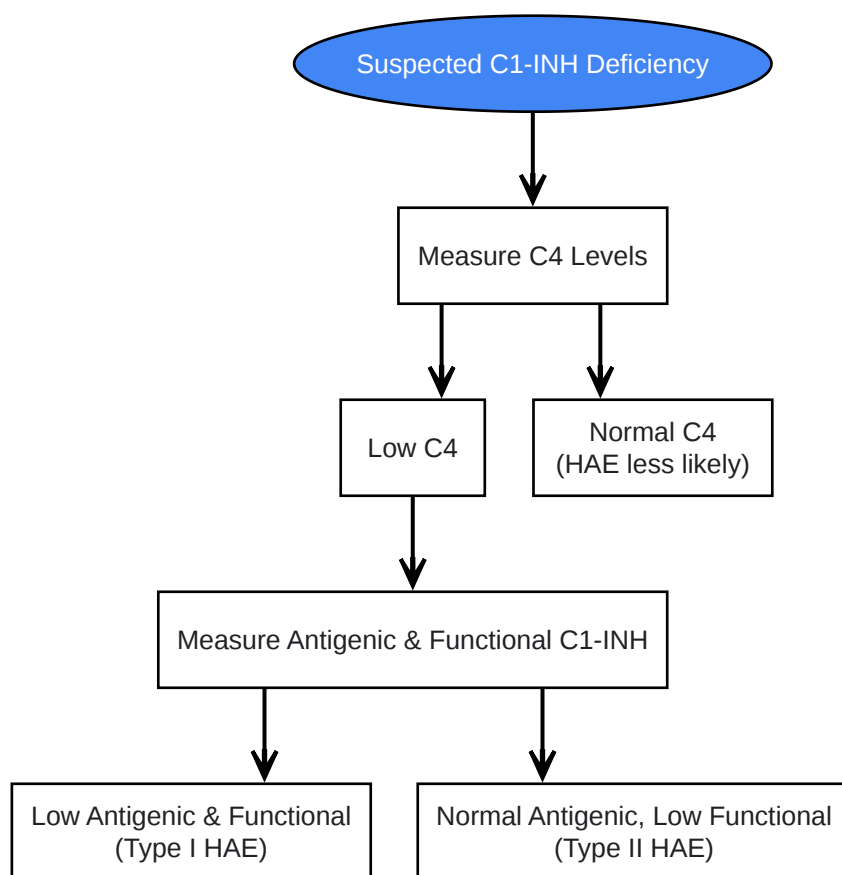 Suspected C1-INH Deficiency
Measure C4 Levels
Low C4
Normal C4
(HAE less likely)
Measure Antigenic & Functional C1-INH
Low Antigenic & Functional
(Type I HAE)
Normal Antigenic, Low Functional
(Type II HAE)